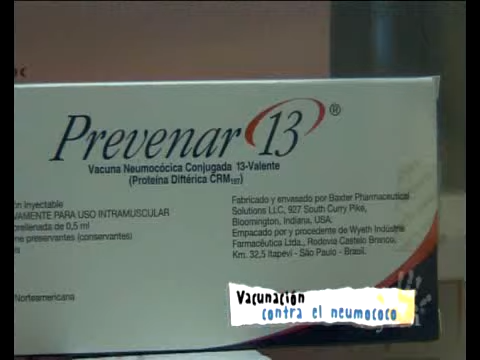 Prevenar 13®
Vacuna Neumocócica Conjugada 13-Valente
(Proteína Diftérica CRM197)
Inyectable
VAMENTE PARA USO INTRAMUSCULAR
rellenada de 0,5 ml
ne preservantes (conservantes)
Norteamericana
Fabricado y envasado por Baxter Pharmaceutical
Solutions LLC, 927 South Curry Pike,
Bloomington, Indiana, USA.
Empacado por y procedente de Wyeth Indústria
Farmacêutica Ltda., Rodovia Castelo Branco,
Km. 32,5 Itapevi - São Paulo - Brasil.
Vacunación
contra el neumococo